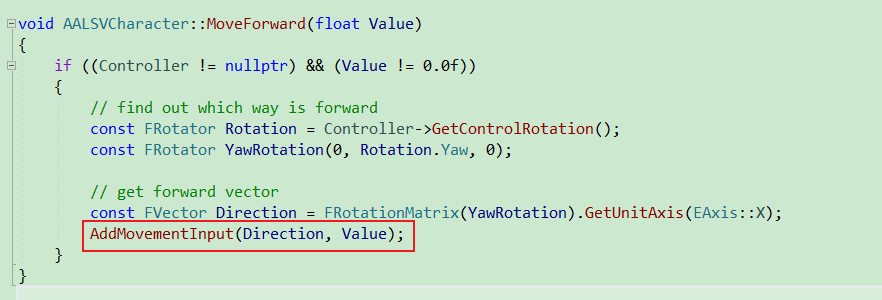 void AALSVCharacter::MoveForward(float Value)
{
    if ((Controller != nullptr) && (Value != 0.0f))
    {
        // find out which way is forward
        const FRotator Rotation = Controller->GetControlRotation();
        const FRotator YawRotation(0, Rotation.Yaw, 0);

        // get forward vector
        const FVector Direction = FRotationMatrix(YawRotation).GetUnitAxis(EAxis::X);
        AddMovementInput(Direction, Value);
    }
}